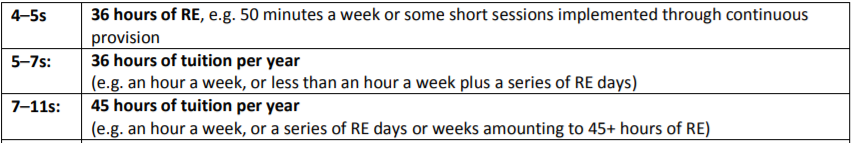 4–5s 36 hours of RE, e.g. 50 minutes a week or some short sessions implemented through continuous
provision
5–7s: 36 hours of tuition per year
(e.g. an hour a week, or less than an hour a week plus a series of RE days)
7–11s: 45 hours of tuition per year
(e.g. an hour a week, or a series of RE days or weeks amounting to 45+ hours of RE)